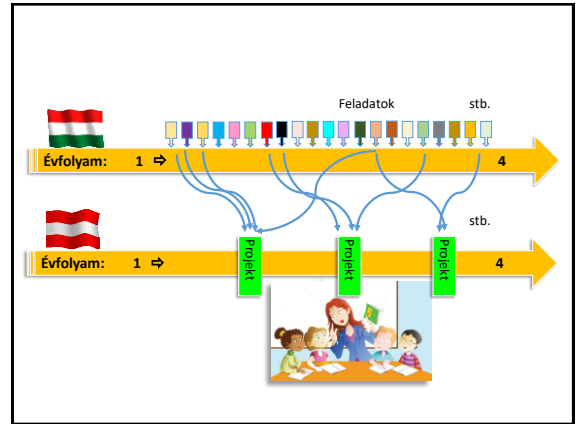 Feladatok stb.
Évfolyam: 1 ⇨ 4
stb.
Évfolyam: 1 ⇨ Projekt Projekt Projekt 4